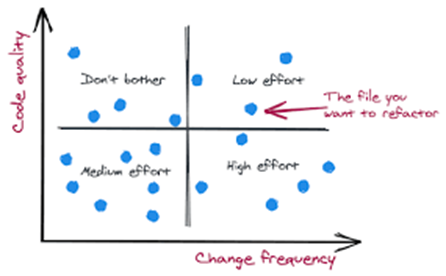 Code quality
Don't bother
Low effort
The file you
want to refactor
Medium effort
High effort
Change frequency